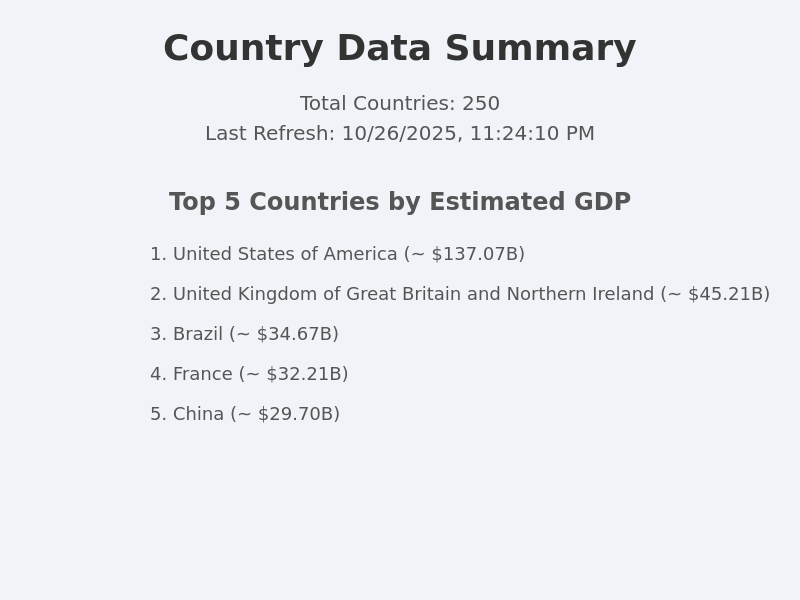 Country Data Summary
Total Countries: 250
Last Refresh: 10/26/2025, 11:24:10 PM
Top 5 Countries by Estimated GDP
1. United States of America (~ $137.07B)
2. United Kingdom of Great Britain and Northern Ireland (~ $45.21B)
3. Brazil (~ $34.67B)
4. France (~ $32.21B)
5. China (~ $29.70B)